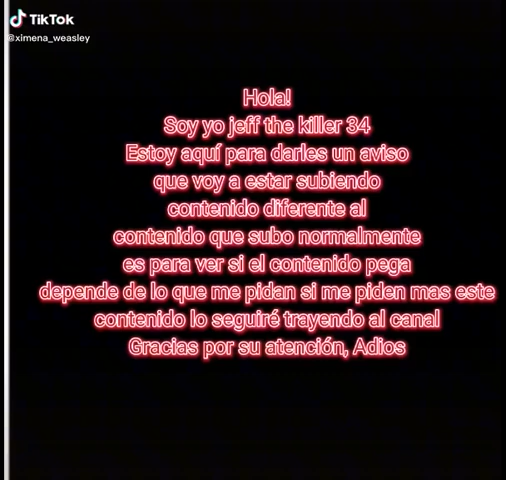 TikTok
@ximena_weasley
Hola!
Soy yo jeff the killer 34
Estoy aquí para darles un aviso
que voy a estar subiendo
contenido diferente al
contenido que subo normalmente
es para ver si el contenido pega
depende de lo que me pidan si me piden mas este
contenido lo seguiré trayendo al canal
Gracias por su atención, Adios